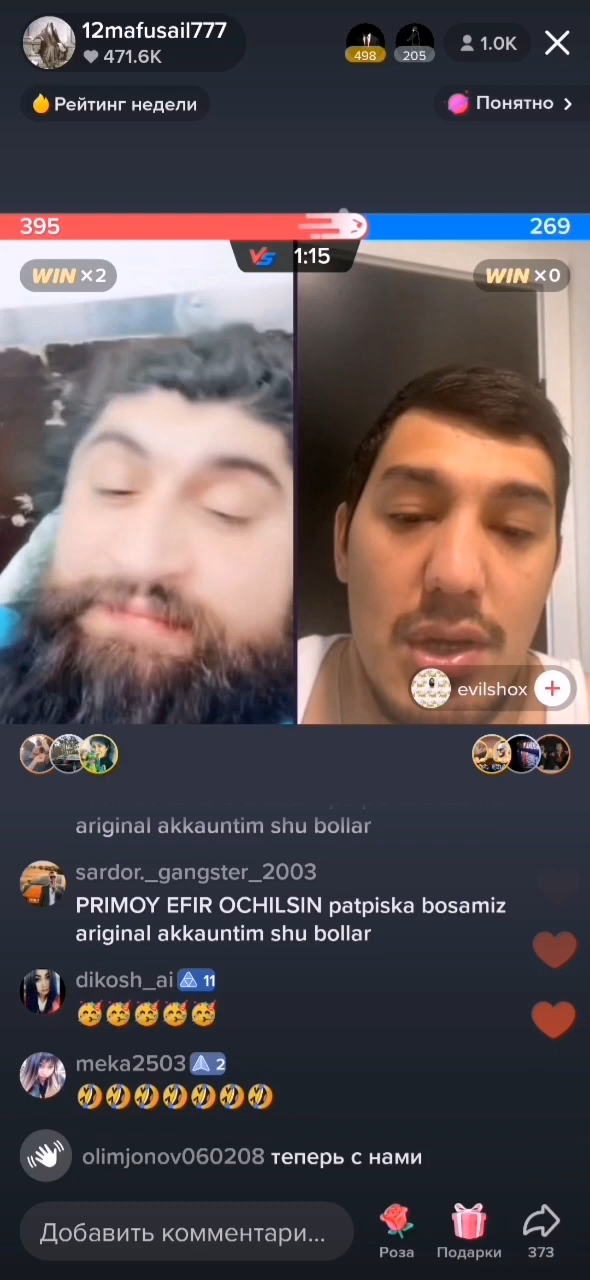 12mafusail777
471.6K
498
205
1.0K
Рейтинг недели
Понятно
395
269
VS 1:15
WIN ×2
WIN ×0
evilshox
ariginal akkauntim shu bollar
sardor._gangster_2003
PRIMOY EFIR OCHILSIN patpiska bosamiz
ariginal akkauntim shu bollar
dikosh_ai 11
🥳🥳🥳🥳🥳
meka2503 2
🤣🤣🤣🤣🤣🤣🤣
olimjonov060208 теперь с нами
Добавить комментари...
Роза
Подарки
373